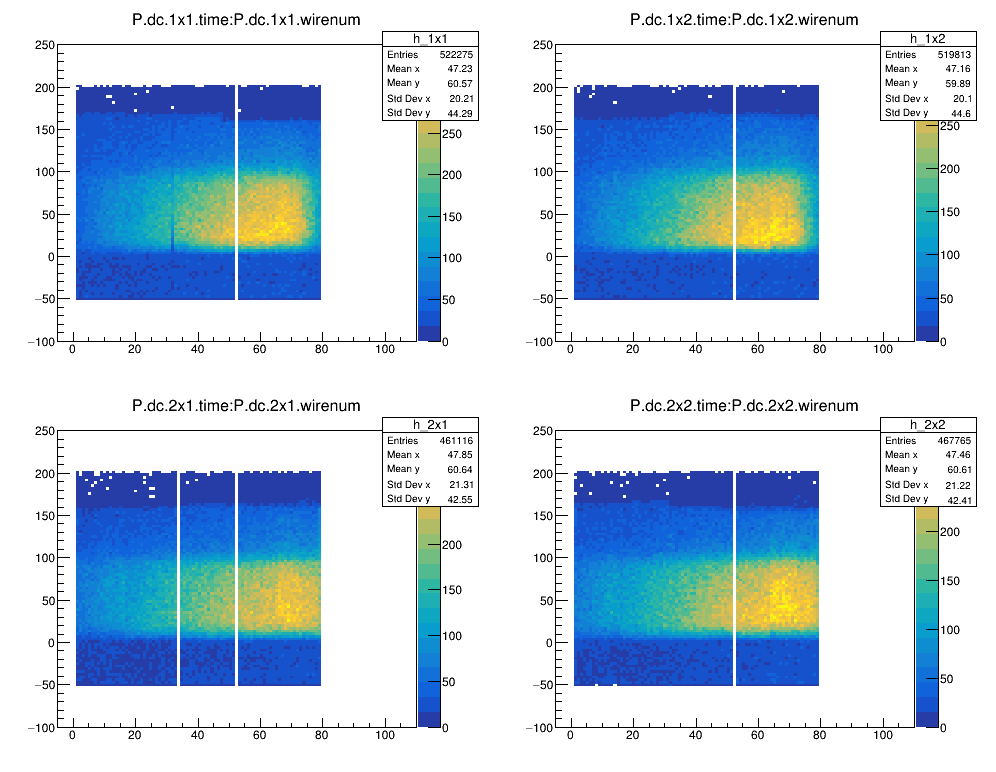 P.dc.1x1.time:P.dc.1x1.wirenum
h_1x1
Entries 522275
Mean x 47.23
Mean y 60.57
Std Dev x 20.21
Std Dev y 44.29
250
200
150
100
50
0
−50
−100
0 20 40 60 80 100
250
200
150
100
50
0
P.dc.1x2.time:P.dc.1x2.wirenum
h_1x2
Entries 519813
Mean x 47.16
Mean y 59.89
Std Dev x 20.1
Std Dev y 44.6
250
200
150
100
50
0
−50
−100
0 20 40 60 80 100
250
200
150
100
50
0
P.dc.2x1.time:P.dc.2x1.wirenum
h_2x1
Entries 461116
Mean x 47.85
Mean y 60.64
Std Dev x 21.31
Std Dev y 42.55
250
200
150
100
50
0
−50
−100
0 20 40 60 80 100
200
150
100
50
0
P.dc.2x2.time:P.dc.2x2.wirenum
h_2x2
Entries 467765
Mean x 47.46
Mean y 60.61
Std Dev x 21.22
Std Dev y 42.41
250
200
150
100
50
0
−50
−100
0 20 40 60 80 100
200
150
100
50
0